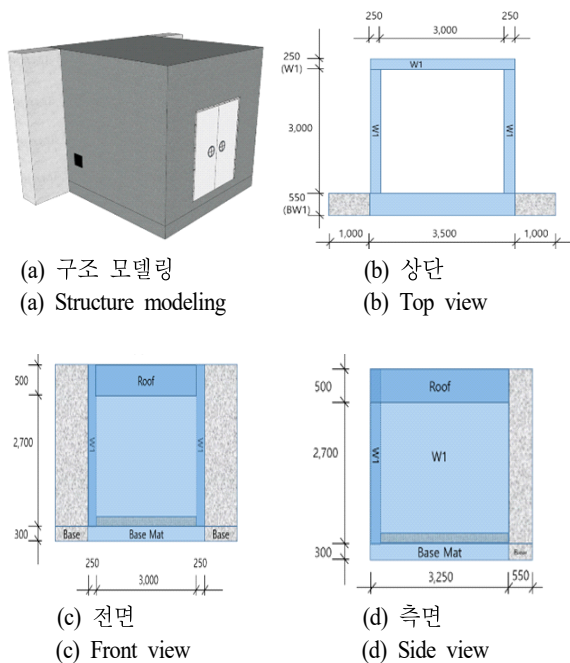 250
250
3,000
250
(W1)
W1
3,000
W1
W1
550
(BW1)
1,000
3,500
1,000
(a) 구조 모델링
(a) Structure modeling
(b) 상단
(b) Top view
500
Roof
2,700
W1
W1
300
Base
Base Mat
Base
250
250
3,000
(c) 전면
(c) Front view
500
Roof
2,700
W1
W1
300
Base Mat
Base
3,250
550
(d) 측면
(d) Side view